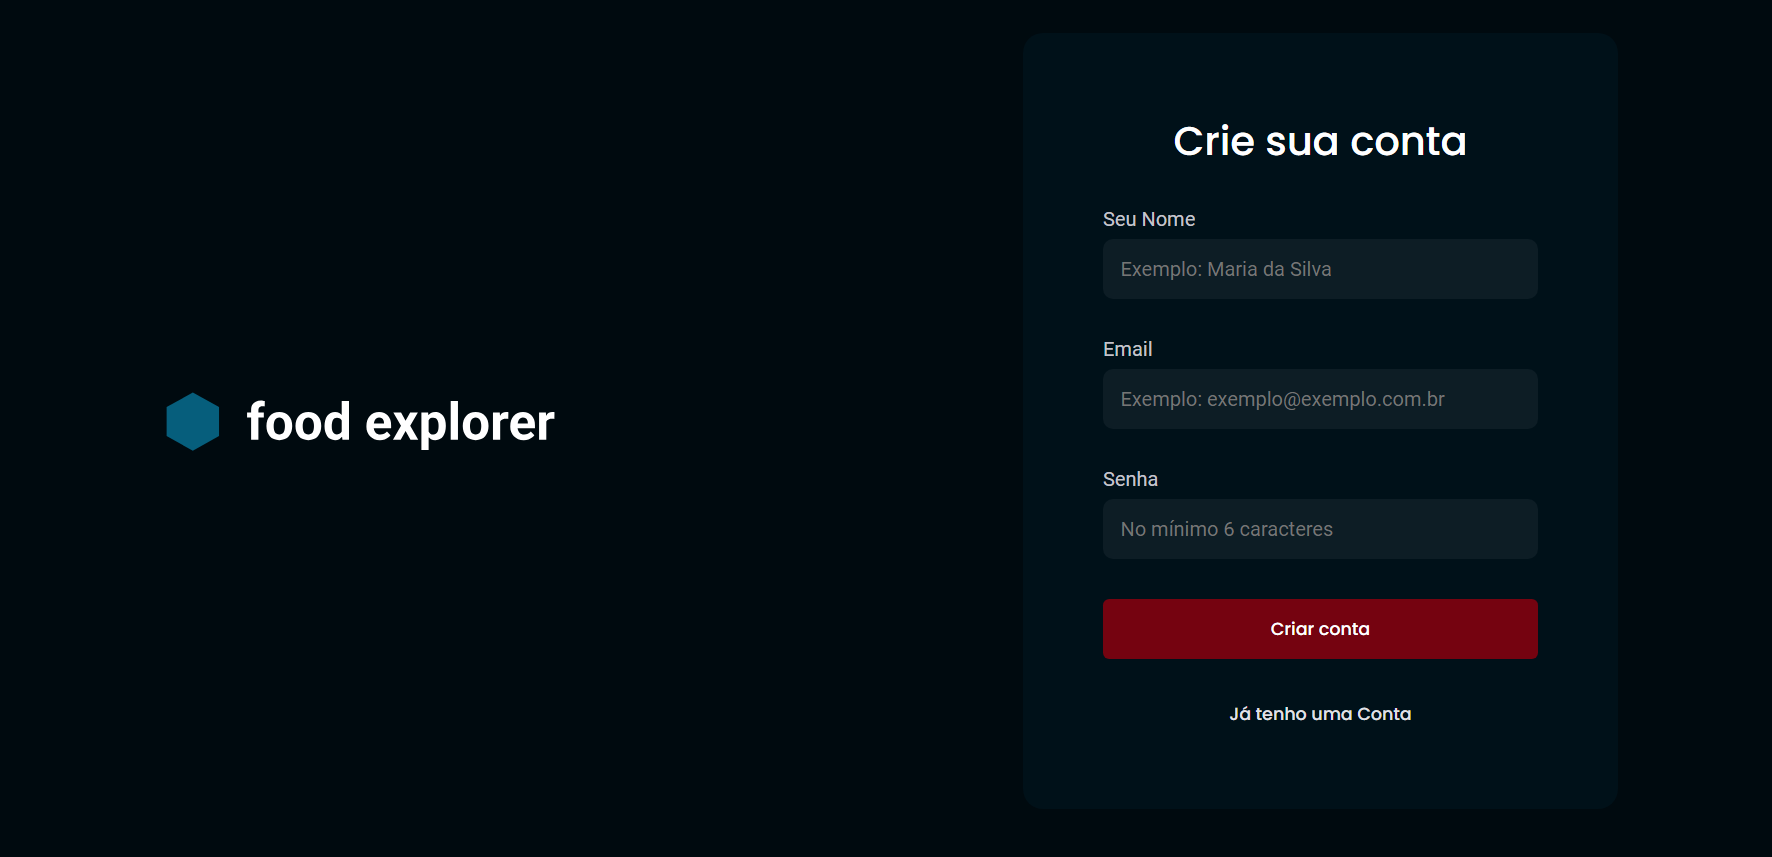 food explorer
Crie sua conta
Seu Nome
Exemplo: Maria da Silva
Email
Exemplo: exemplo@exemplo.com.br
Senha
No mínimo 6 caracteres
Criar conta
Já tenho uma Conta